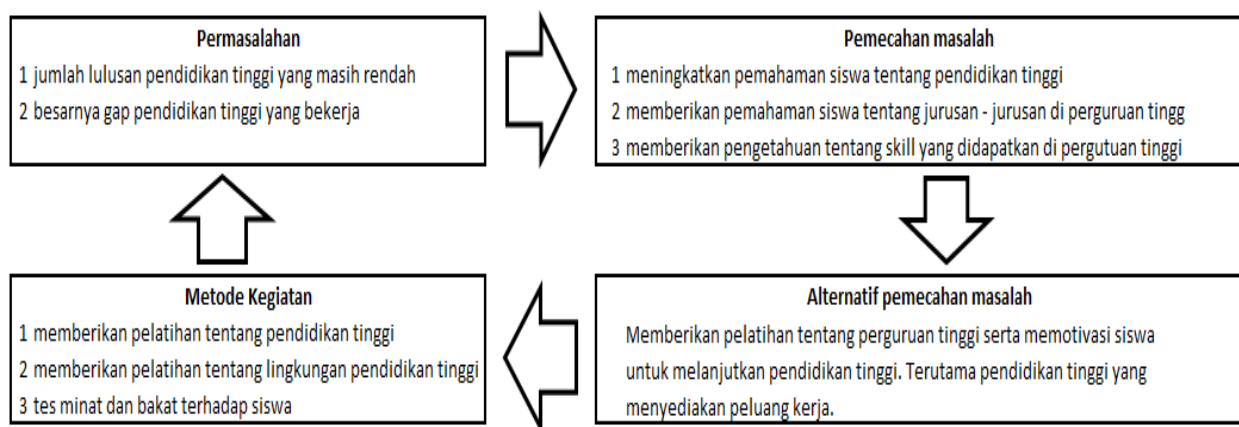 Permasalahan
1 jumlah lulusan pendidikan tinggi yang masih rendah
2 besarnya gap pendidikan tinggi yang bekerja
Pemecahan masalah
1 meningkatkan pemahaman siswa tentang pendidikan tinggi
2 memberikan pemahaman siswa tentang jurusan - jurusan di perguruan tingg
3 memberikan pengetahuan tentang skill yang didapatkan di pergutuan tinggi
Metode Kegiatan
1 memberikan pelatihan tentang pendidikan tinggi
2 memberikan pelatihan tentang lingkungan pendidikan tinggi
3 tes minat dan bakat terhadap siswa
Alternatif pemecahan masalah
Memberikan pelatihan tentang perguruan tinggi serta memotivasi siswa
untuk melanjutkan pendidikan tinggi. Terutama pendidikan tinggi yang
menyediakan peluang kerja.